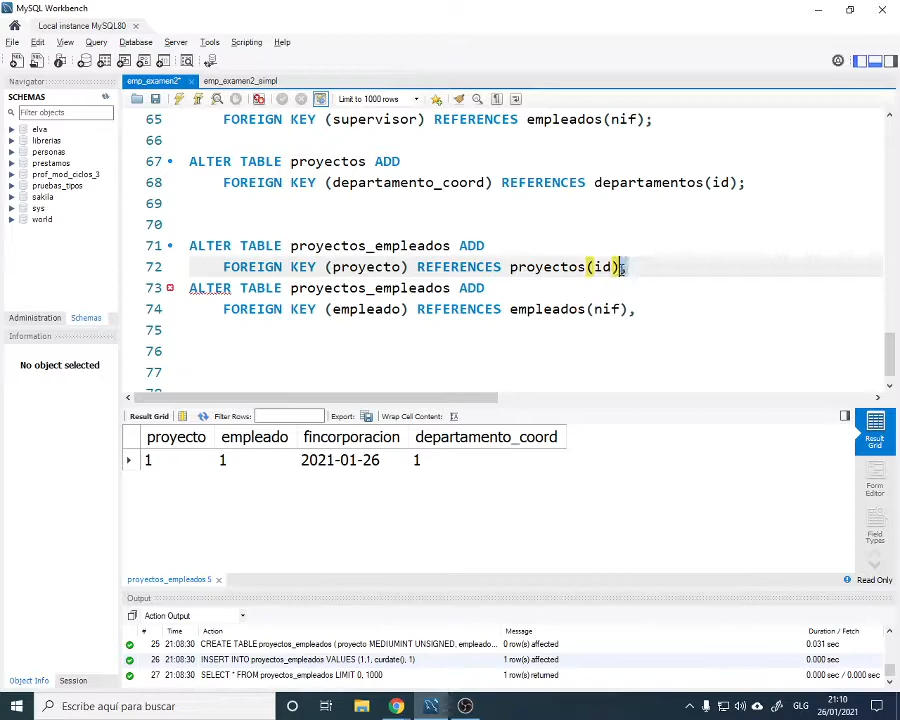 MySQL Workbench
Local instance MySQL80
File Edit View Query Database Server Tools Scripting Help
Navigator
SCHEMAS
Filter objects
elva
librerias
personas
prestamos
prof_mod_ciclos_3
pruebas_tipos
sakila
sys
world
Administration Schemas
Information
No object selected
Object Info Session
emp_examen2* emp_examen2_simpl
Limit to 1000 rows
65 FOREIGN KEY (supervisor) REFERENCES empleados(nif);
66
67 ALTER TABLE proyectos ADD
68 FOREIGN KEY (departamento_coord) REFERENCES departamentos(id);
69
70
71 ALTER TABLE proyectos_empleados ADD
72 FOREIGN KEY (proyecto) REFERENCES proyectos(id)
73 ALTER TABLE proyectos_empleados ADD
74 FOREIGN KEY (empleado) REFERENCES empleados(nif),
75
76
77
Result Grid Filter Rows: Export: Wrap Cell Content:
proyecto empleado fincorporacion departamento_coord
1 1 2021-01-26 1
Result Grid
Form Editor
Field Types
proyectos_empleados 5
Read Only
Output
Action Output
# Time Action Message Duration / Fetch
25 21:08:30 CREATE TABLE proyectos_empleados ( proyecto MEDIUMINT UNSIGNED, empleado... 0 row(s) affected 0.031 sec
26 21:08:30 INSERT INTO proyectos_empleados VALUES (1,1, curdate(), 1) 1 row(s) affected 0.000 sec
27 21:08:30 SELECT * FROM proyectos_empleados LIMIT 0, 1000 1 row(s) returned 0.000 sec / 0.000 sec
Escribe aquí para buscar
GLG
21:10
26/01/2021